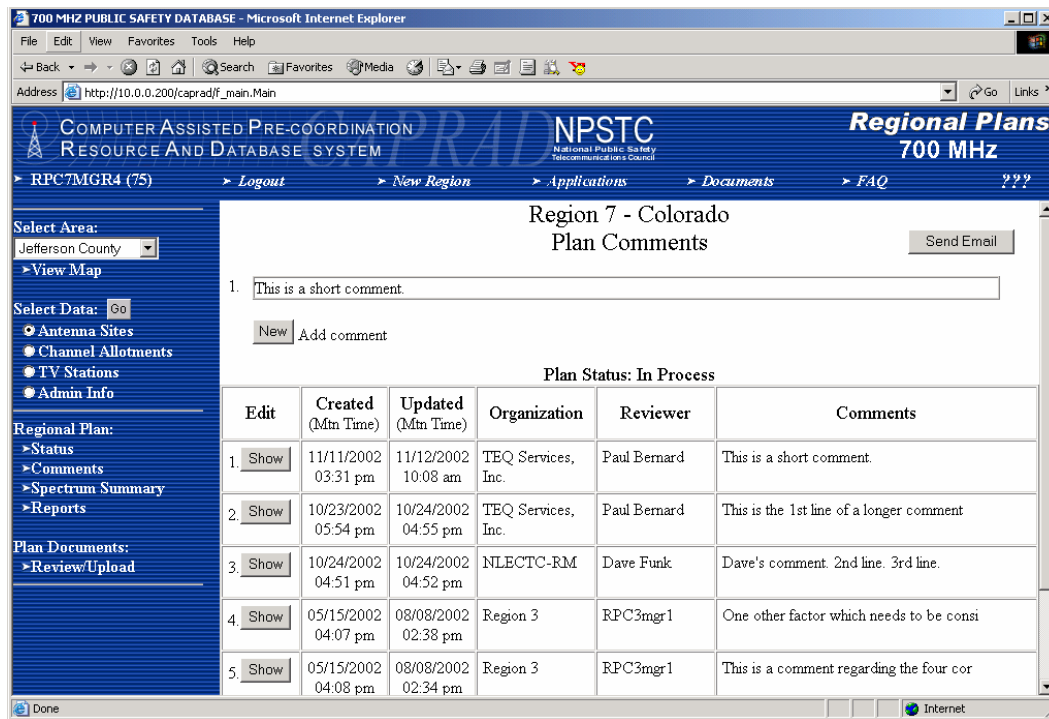 700 MHZ PUBLIC SAFETY DATABASE - Microsoft Internet Explorer
File Edit View Favorites Tools Help
Back Search Favorites Media
Address http://10.0.0.200/caprad/f_main.Main Go Links
CAPRAD
COMPUTER ASSISTED PRE-COORDINATION
RESOURCE AND DATABASE SYSTEM
NPSTC
National Public Safety
Telecommunications Council
Regional Plans
700 MHz
RPC7MGR4 (75) Logout New Region Applications Documents FAQ ???
Select Area:
Jefferson County
View Map
Select Data: Go
Antenna Sites
Channel Allotments
TV Stations
Admin Info
Regional Plan:
Status
Comments
Spectrum Summary
Reports
Plan Documents:
Review/Upload
Region 7 - Colorado
Plan Comments
Send Email
1. This is a short comment.
New Add comment
Plan Status: In Process
Edit Created (Mtn Time) Updated (Mtn Time) Organization Reviewer Comments
1. Show 11/11/2002 03:31 pm 11/12/2002 10:08 am TEQ Services, Inc. Paul Bernard This is a short comment.
2. Show 10/23/2002 05:54 pm 10/24/2002 04:55 pm TEQ Services, Inc. Paul Bernard This is the 1st line of a longer comment
3. Show 10/24/2002 04:51 pm 10/24/2002 04:52 pm NLECTC-RM Dave Funk Dave's comment. 2nd line. 3rd line.
4. Show 05/15/2002 04:07 pm 08/08/2002 02:38 pm Region 3 RPC3mgr1 One other factor which needs to be consi
5. Show 05/15/2002 04:08 pm 08/08/2002 02:34 pm Region 3 RPC3mgr1 This is a comment regarding the four cor
Done Internet